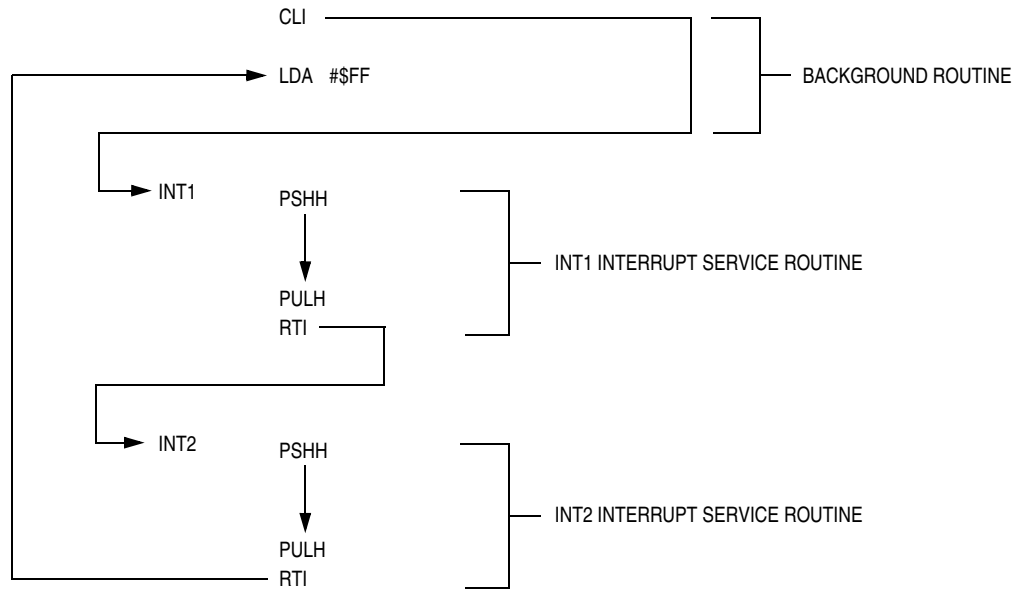 CLI
LDA #$FF
BACKGROUND ROUTINE
INT1
PSHH
INT1 INTERRUPT SERVICE ROUTINE
PULH
RTI
INT2
PSHH
INT2 INTERRUPT SERVICE ROUTINE
PULH
RTI